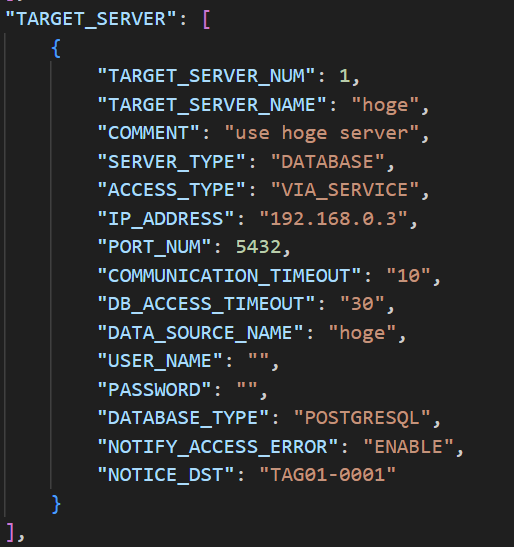 "TARGET_SERVER": [
{
"TARGET_SERVER_NUM": 1,
"TARGET_SERVER_NAME": "hoge",
"COMMENT": "use hoge server",
"SERVER_TYPE": "DATABASE",
"ACCESS_TYPE": "VIA_SERVICE",
"IP_ADDRESS": "192.168.0.3",
"PORT_NUM": 5432,
"COMMUNICATION_TIMEOUT": "10",
"DB_ACCESS_TIMEOUT": "30",
"DATA_SOURCE_NAME": "hoge",
"USER_NAME": "",
"PASSWORD": "",
"DATABASE_TYPE": "POSTGRESQL",
"NOTIFY_ACCESS_ERROR": "ENABLE",
"NOTICE_DST": "TAG01-0001"
}
],